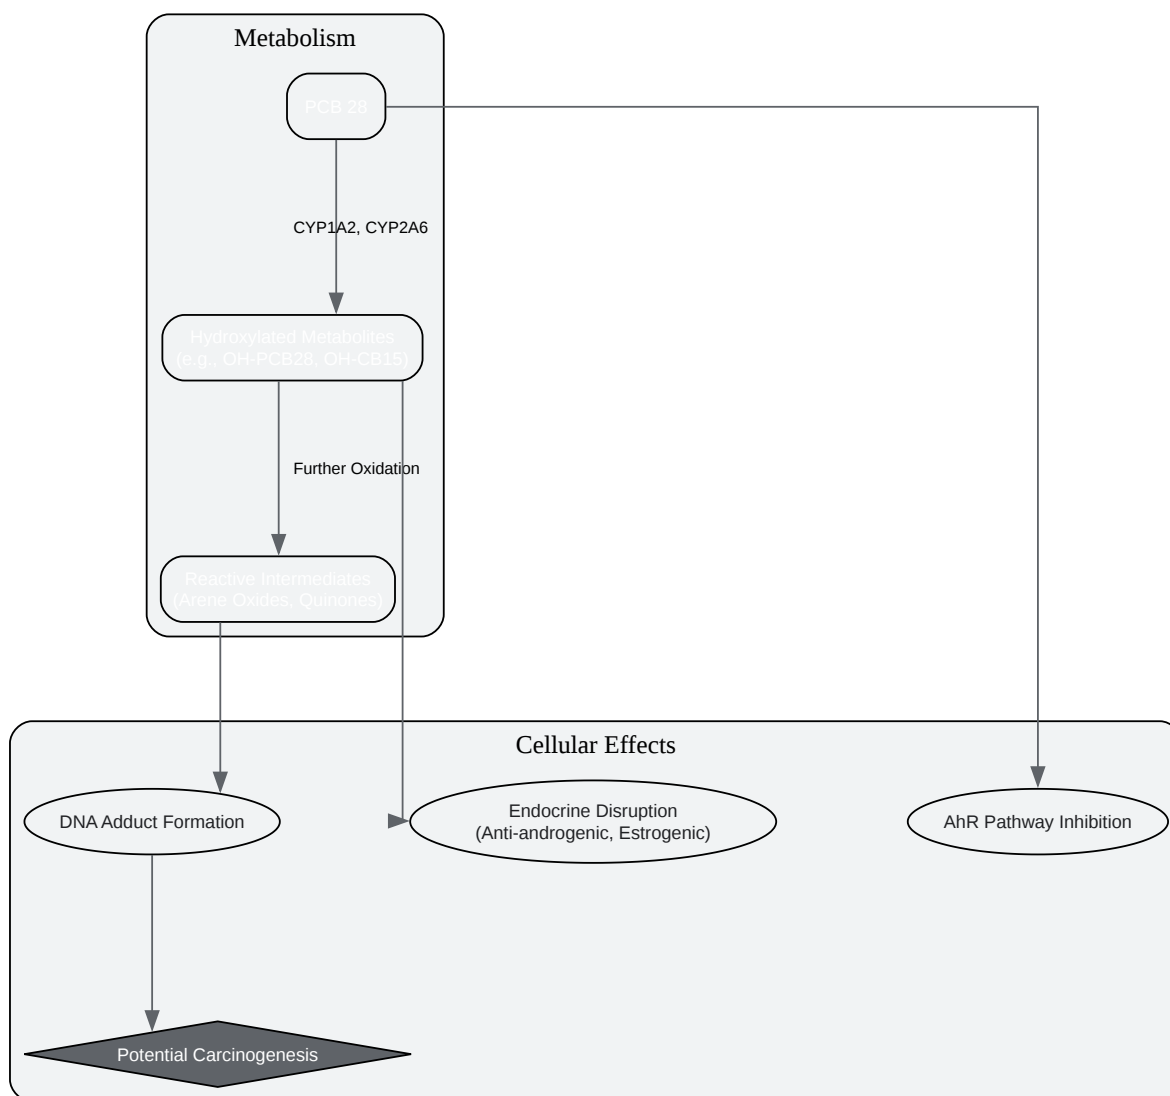 Metabolism
PCB 28
CYP1A2, CYP2A6
Hydroxylated Metabolites
(e.g., OH-PCB28, OH-CB15)
Further Oxidation
Reactive Intermediates
(Arene Oxides, Quinones)
Cellular Effects
DNA Adduct Formation
Endocrine Disruption
(Anti-androgenic, Estrogenic)
AhR Pathway Inhibition
Potential Carcinogenesis